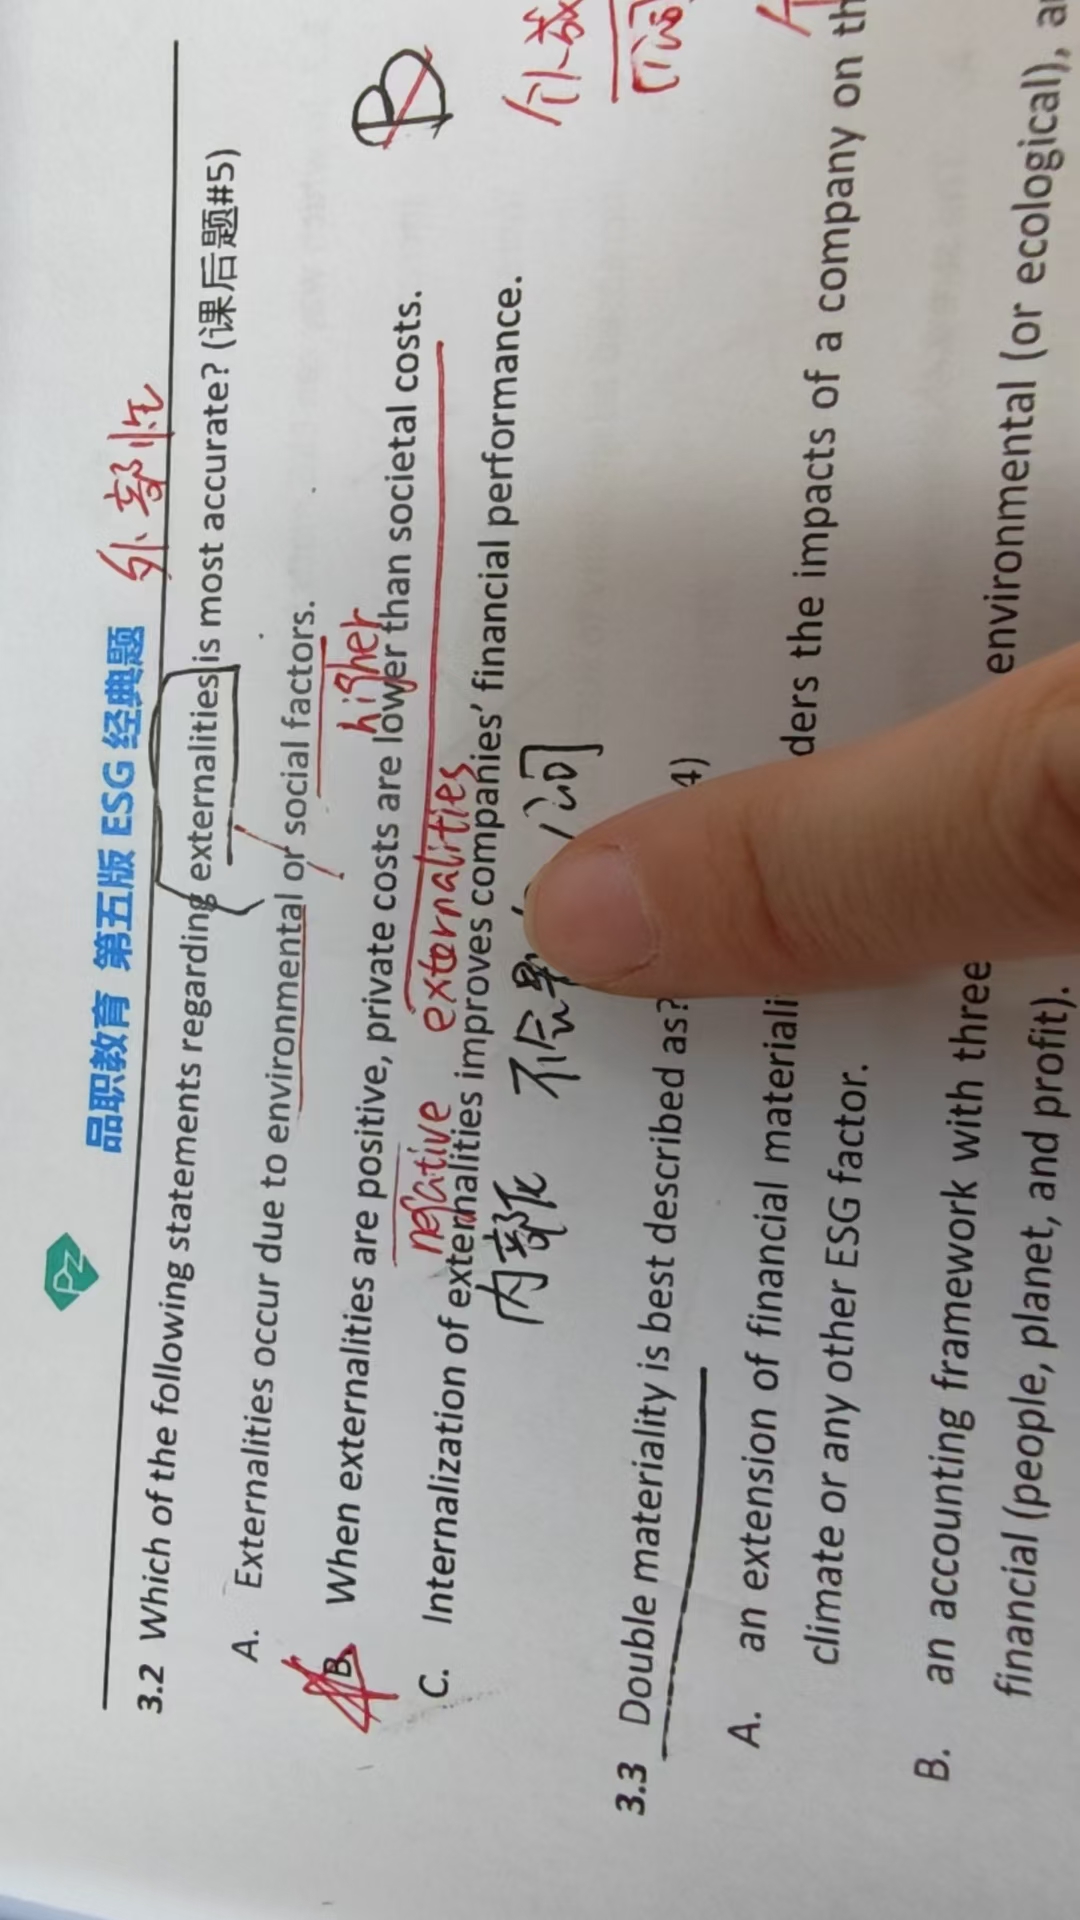 PZ
品职教育 第五版 ESG 经典题
外部性
3.2 Which of the following statements regarding externalities is most accurate? (课后题#5)
A. Externalities occur due to environmental or social factors.
B
higher
B. When externalities are positive, private costs are lower than societal costs.
negative externalities
C. Internalization of externalities improves companies' financial performance.
内部化 不 公司
3.3 Double materiality is best described as? 4)
A. an extension of financial materiali ders the impacts of a company on th
climate or any other ESG factor.
B. an accounting framework with three environmental (or ecological), a
financial (people, planet, and profit).